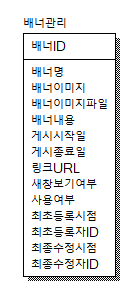 배너관리
배너ID
배너명
배너이미지
배너이미지파일
배너내용
게시시작일
게시종료일
링크URL
새창보기여부
사용여부
최초등록시점
최초등록자ID
최종수정시점
최종수정자ID